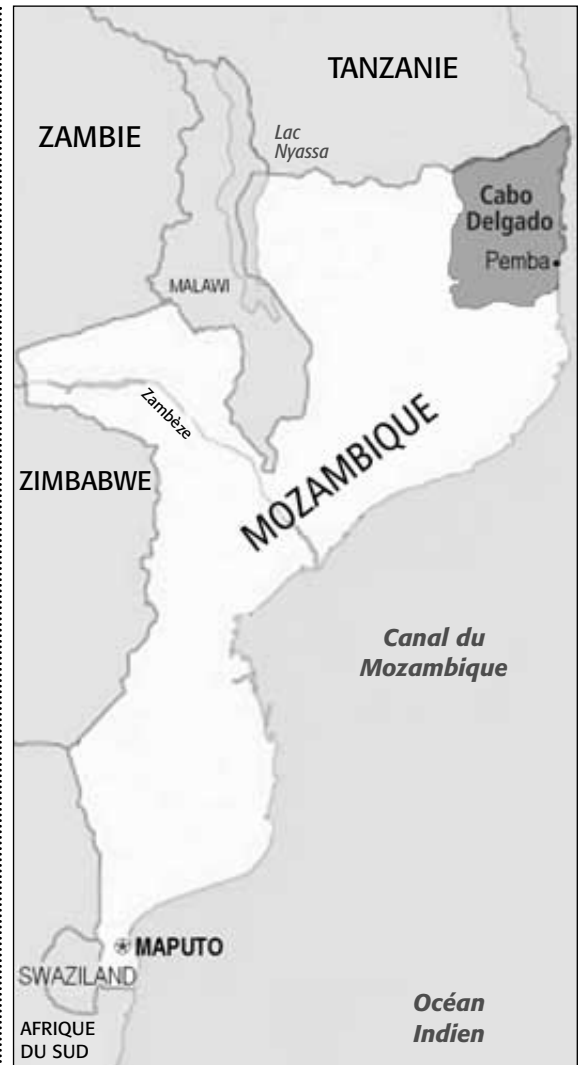 TANZANIE
ZAMBIE
Lac
Nyassa
Cabo
Delgado
Pemba
MALAWI
Zambèze
ZIMBABWE
MOZAMBIQUE
Canal du
Mozambique
MAPUTO
SWAZILAND
Océan
Indien
AFRIQUE
DU SUD